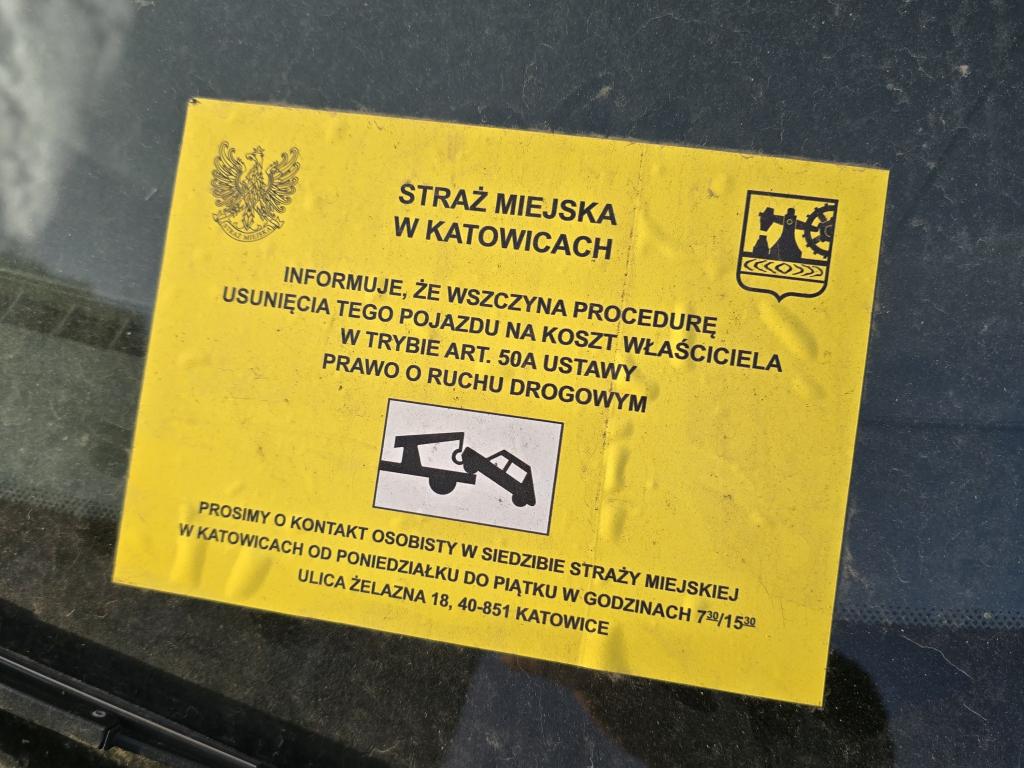 STRAŻ MIEJSKA
STRAŻ MIEJSKA
W KATOWICACH
INFORMUJE, ŻE WSZCZYNA PROCEDURĘ
USUNIĘCIA TEGO POJAZDU NA KOSZT WŁAŚCICIELA
W TRYBIE ART. 50A USTAWY
PRAWO O RUCHU DROGOWYM
PROSIMY O KONTAKT OSOBISTY W SIEDZIBIE STRAŻY MIEJSKIEJ
W KATOWICACH OD PONIEDZIAŁKU DO PIĄTKU W GODZINACH 7³⁰/15³⁰
ULICA ŻELAZNA 18, 40-851 KATOWICE